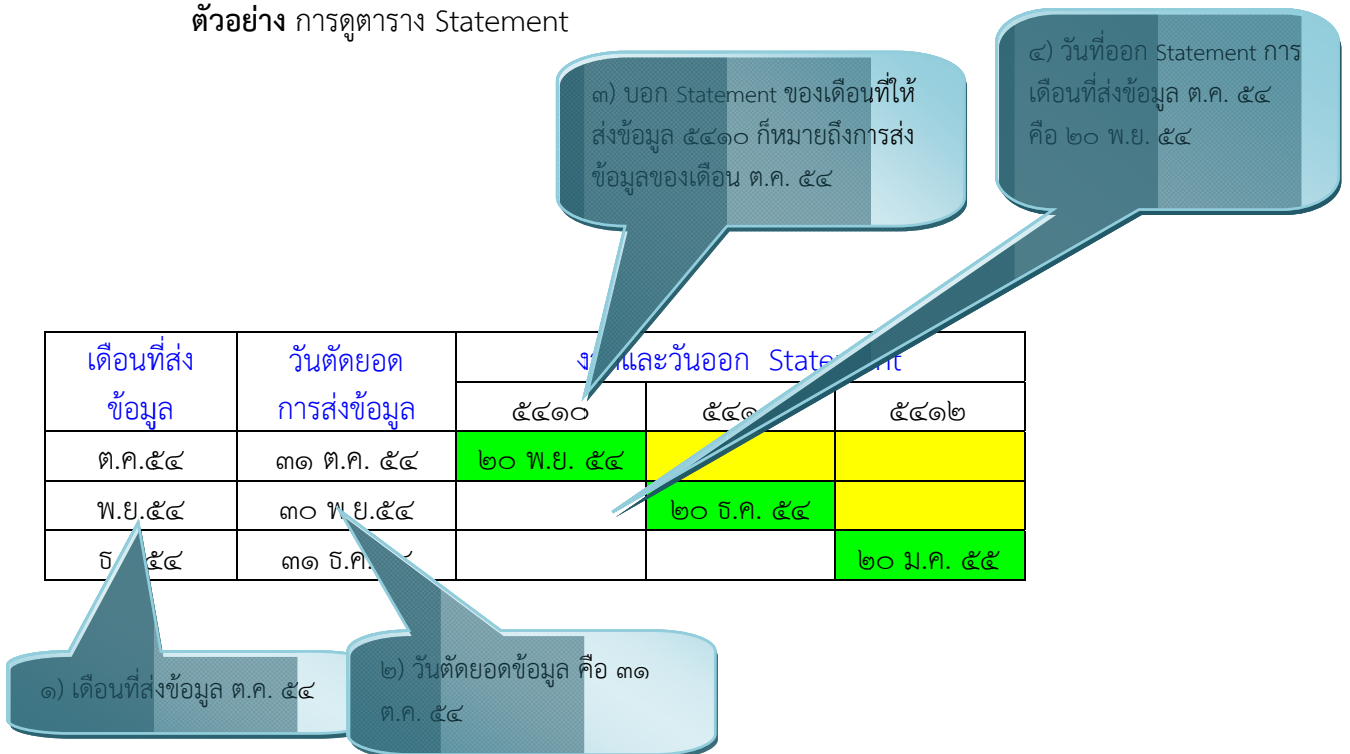 ตัวอย่าง การดูตาราง Statement
๓) บอก Statement ของเดือนที่ให้
ส่งข้อมูล ๕๔๑๐ ก็หมายถึงการส่ง
ข้อมูลของเดือน ต.ค. ๕๔
๔) วันที่ออก Statement การ
เดือนที่ส่งข้อมูล ต.ค. ๕๔
คือ ๒๐ พ.ย. ๕๔
เดือนที่ส่ง วันตัดยอด และวันออก
ข้อมูล การส่งข้อมูล ๕๔๑๐ ๕๔๑๒
ต.ค.๕๔ ๓๑ ต.ค. ๕๔ ๒๐ พ.ย. ๕๔
พ.ย.๕๔ ๓๐ พ.ย.๕๔ ๒๐ ธ.ค. ๕๔
๓๑ ธ.ค. ๒๐ ม.ค. ๕๕
๑) เดือนที่ส่งข้อมูล ต.ค. ๕๔
๒) วันตัดยอดข้อมูล คือ ๓๑
ต.ค. ๕๔